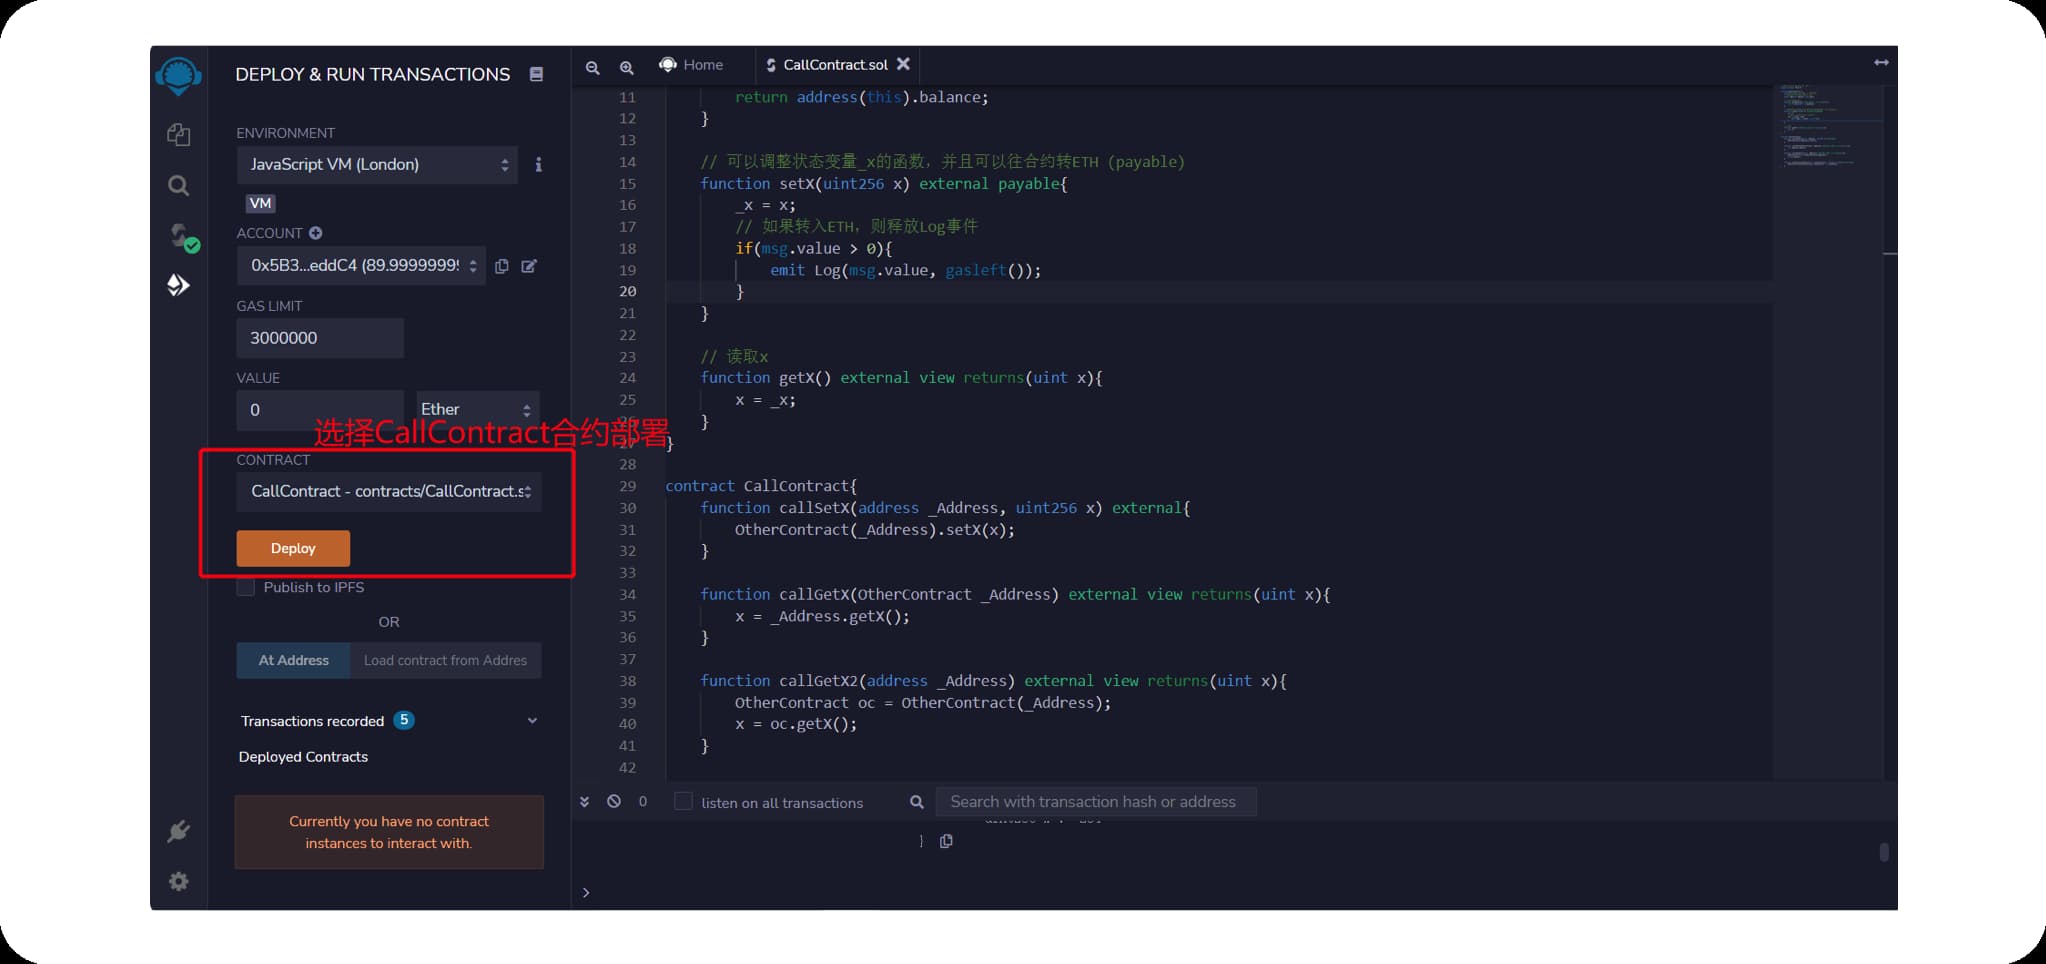 DEPLOY & RUN TRANSACTIONS
ENVIRONMENT
JavaScript VM (London)
VM
ACCOUNT
0x5B3...eddC4 (89.9999999
GAS LIMIT
3000000
VALUE
0
Ether
选择CallContract合约部署
CONTRACT
CallContract - contracts/CallContract.s
Deploy
Publish to IPFS
OR
At Address
Load contract from Addres
Transactions recorded 5
Deployed Contracts
Currently you have no contract
instances to interact with.
Home
CallContract.sol
11 return address(this).balance;
12 }
13
14 // 可以调整状态变量_x的函数，并且可以往合约转ETH (payable)
15 function setX(uint256 x) external payable{
16 _x = x;
17 // 如果转入ETH，则释放Log事件
18 if(msg.value > 0){
19 emit Log(msg.value, gasleft());
20 }
21 }
22
23 // 读取x
24 function getX() external view returns(uint x){
25 x = _x;
26 }
27 }
28
29 contract CallContract{
30 function callSetX(address _Address, uint256 x) external{
31 OtherContract(_Address).setX(x);
32 }
33
34 function callGetX(OtherContract _Address) external view returns(uint x){
35 x = _Address.getX();
36 }
37
38 function callGetX2(address _Address) external view returns(uint x){
39 OtherContract oc = OtherContract(_Address);
40 x = oc.getX();
41 }
42
0
listen on all transactions
Search with transaction hash or address
}
>